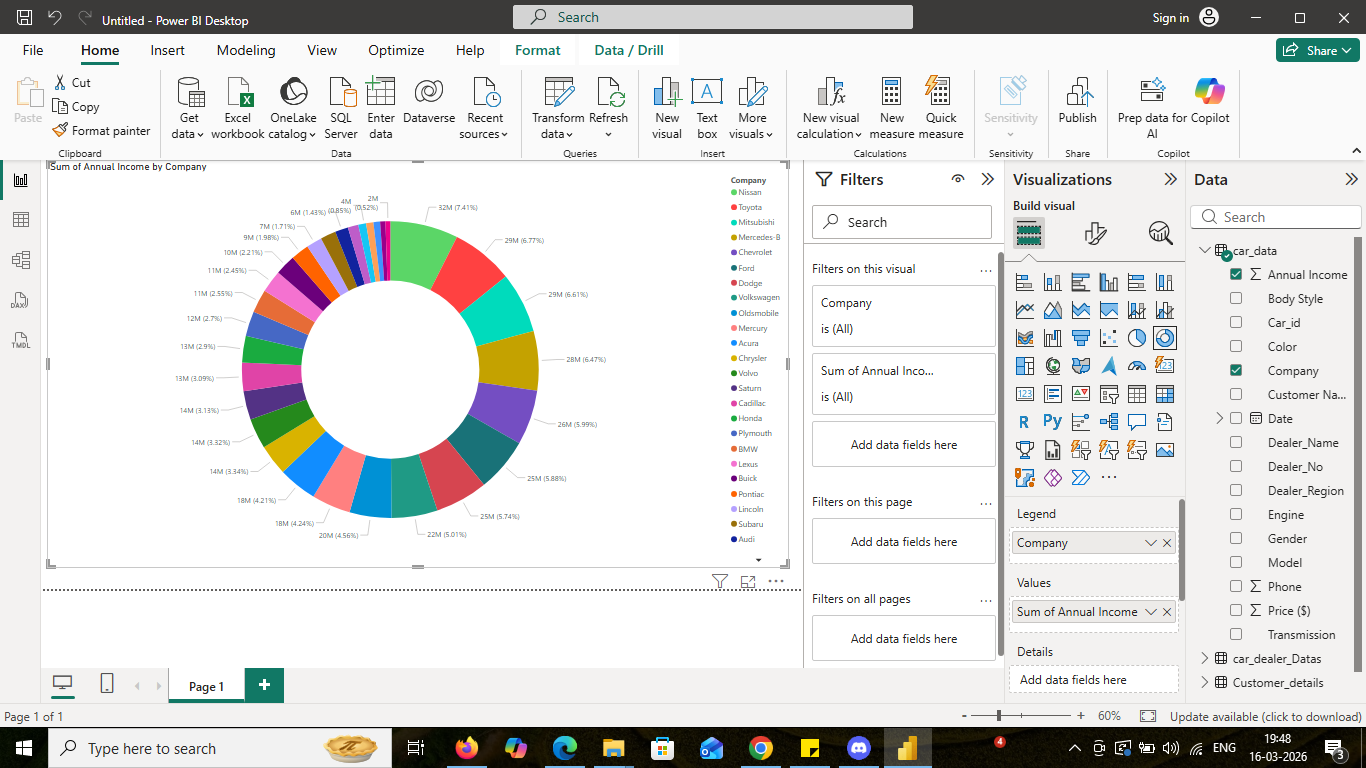 Untitled - Power BI Desktop
Search
Sign in
File
Home
Insert
Modeling
View
Optimize
Help
Format
Data / Drill
Share
Paste
Cut
Copy
Format painter
Clipboard
Get
data
Excel
workbook
OneLake
catalog
SQL
Server
Enter
data
Dataverse
Recent
sources
Data
Transform
data
Refresh
Queries
New
visual
Text
box
More
visuals
Insert
New visual
calculation
New
measure
Quick
measure
Calculations
Sensitivity
Sensitivity
Publish
Share
Prep data for
AI
Copilot
Copilot
DAX
TMDL
Sum of Annual Income by Company
32M (7.41%)
29M (6.77%)
29M (6.61%)
28M (6.47%)
26M (5.99%)
25M (5.88%)
25M (5.74%)
22M (5.01%)
20M (4.56%)
18M (4.24%)
18M (4.21%)
14M (3.34%)
14M (3.32%)
14M (3.13%)
13M (3.09%)
13M (2.9%)
12M (2.7%)
11M (2.55%)
11M (2.45%)
10M (2.21%)
9M (1.98%)
7M (1.71%)
6M (1.43%)
4M
(0.85%)
2M
(0.52%)
Company
Nissan
Toyota
Mitsubishi
Mercedes-B
Chevrolet
Ford
Dodge
Volkswagen
Oldsmobile
Mercury
Acura
Chrysler
Volvo
Saturn
Cadillac
Honda
Plymouth
BMW
Lexus
Buick
Pontiac
Lincoln
Subaru
Audi
Filters
Search
Filters on this visual
Company
is (All)
Sum of Annual Inco...
is (All)
Add data fields here
Filters on this page
Add data fields here
Filters on all pages
Add data fields here
Visualizations
Build visual
123
123
R
Py
Legend
Company
Values
Sum of Annual Income
Details
Add data fields here
Data
Search
car_data
Annual Income
Body Style
Car_id
Color
Company
Customer Na...
Date
Dealer_Name
Dealer_No
Dealer_Region
Engine
Gender
Model
Phone
Price ($)
Transmission
car_dealer_Datas
Customer_details
Page 1
Page 1 of 1
60%
Update available (click to download)
Type here to search
4
ENG
19:48
16-03-2026
3